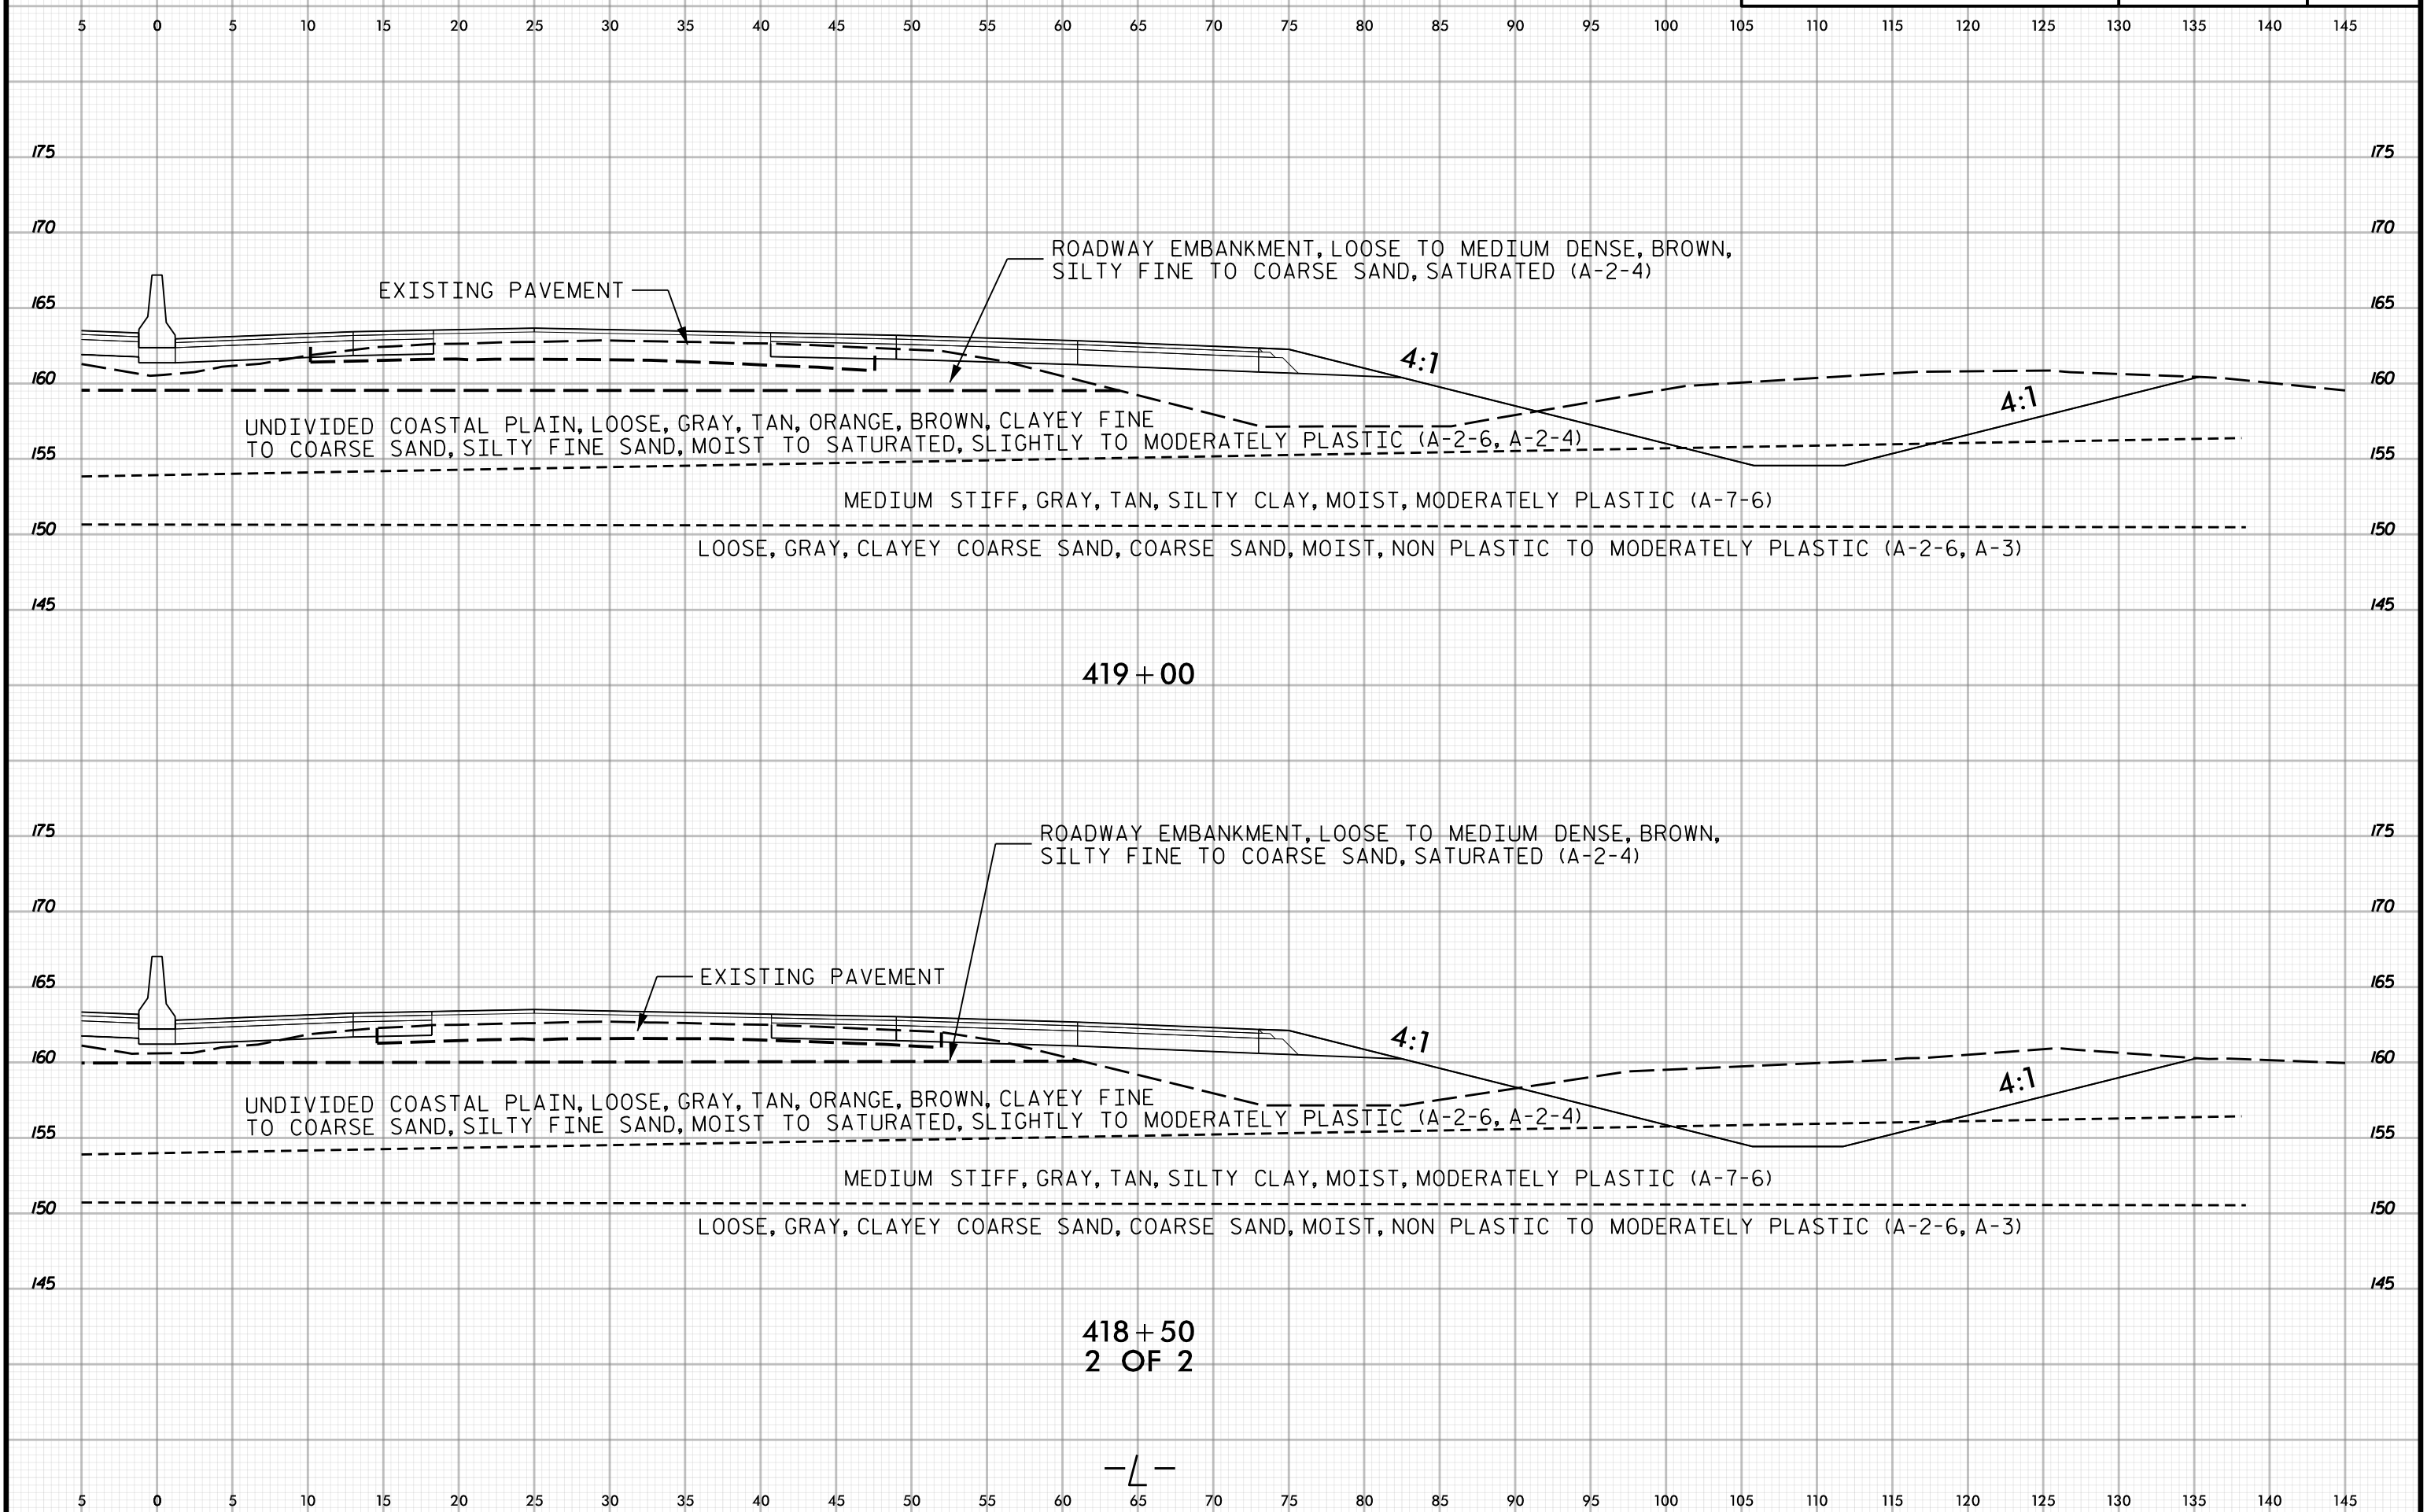 5 0 5 10 15 20 25 30 35 40 45 50 55 60 65 70 75 80 85 90 95 100 105 110 115 120 125 130 135 140 145
175 175
170 170
ROADWAY EMBANKMENT, LOOSE TO MEDIUM DENSE, BROWN,
SILTY FINE TO COARSE SAND, SATURATED (A-2-4)
EXISTING PAVEMENT
165 165
4:1
160 160
4:1
UNDIVIDED COASTAL PLAIN, LOOSE, GRAY, TAN, ORANGE, BROWN, CLAYEY FINE
TO COARSE SAND, SILTY FINE SAND, MOIST TO SATURATED, SLIGHTLY TO MODERATELY PLASTIC (A-2-6, A-2-4)
155 155
MEDIUM STIFF, GRAY, TAN, SILTY CLAY, MOIST, MODERATELY PLASTIC (A-7-6)
150 150
LOOSE, GRAY, CLAYEY COARSE SAND, COARSE SAND, MOIST, NON PLASTIC TO MODERATELY PLASTIC (A-2-6, A-3)
145 145
419+00
175 175
ROADWAY EMBANKMENT, LOOSE TO MEDIUM DENSE, BROWN,
SILTY FINE TO COARSE SAND, SATURATED (A-2-4)
170 170
EXISTING PAVEMENT
165 165
4:1
160 160
4:1
UNDIVIDED COASTAL PLAIN, LOOSE, GRAY, TAN, ORANGE, BROWN, CLAYEY FINE
TO COARSE SAND, SILTY FINE SAND, MOIST TO SATURATED, SLIGHTLY TO MODERATELY PLASTIC (A-2-6, A-2-4)
155 155
MEDIUM STIFF, GRAY, TAN, SILTY CLAY, MOIST, MODERATELY PLASTIC (A-7-6)
150 150
LOOSE, GRAY, CLAYEY COARSE SAND, COARSE SAND, MOIST, NON PLASTIC TO MODERATELY PLASTIC (A-2-6, A-3)
145 145
418+50
2 OF 2
-L-
5 0 5 10 15 20 25 30 35 40 45 50 55 60 65 70 75 80 85 90 95 100 105 110 115 120 125 130 135 140 145